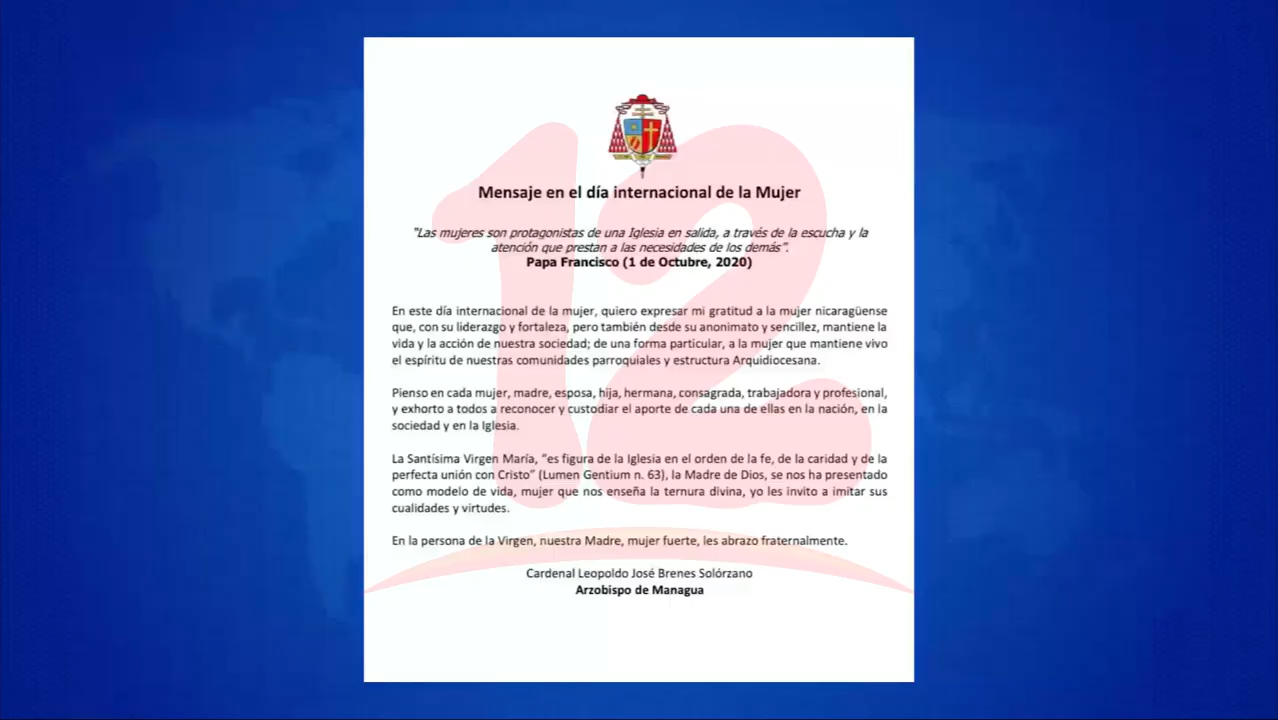 12
Mensaje en el día internacional de la Mujer
"Las mujeres son protagonistas de una Iglesia en salida, a través de la escucha y la
atención que prestan a las necesidades de los demás".
Papa Francisco (1 de Octubre, 2020)
En este día internacional de la mujer, quiero expresar mi gratitud a la mujer nicaragüense
que, con su liderazgo y fortaleza, pero también desde su anonimato y sencillez, mantiene la
vida y la acción de nuestra sociedad; de una forma particular, a la mujer que mantiene vivo
el espíritu de nuestras comunidades parroquiales y estructura Arquidiocesana.
Pienso en cada mujer, madre, esposa, hija, hermana, consagrada, trabajadora y profesional,
y exhorto a todos a reconocer y custodiar el aporte de cada una de ellas en la nación, en la
sociedad y en la Iglesia.
La Santísima Virgen María, "es figura de la Iglesia en el orden de la fe, de la caridad y de la
perfecta unión con Cristo" (Lumen Gentium n. 63), la Madre de Dios, se nos ha presentado
como modelo de vida, mujer que nos enseña la ternura divina, yo les invito a imitar sus
cualidades y virtudes.
En la persona de la Virgen, nuestra Madre, mujer fuerte, les abrazo fraternalmente.
Cardenal Leopoldo José Brenes Solórzano
Arzobispo de Managua